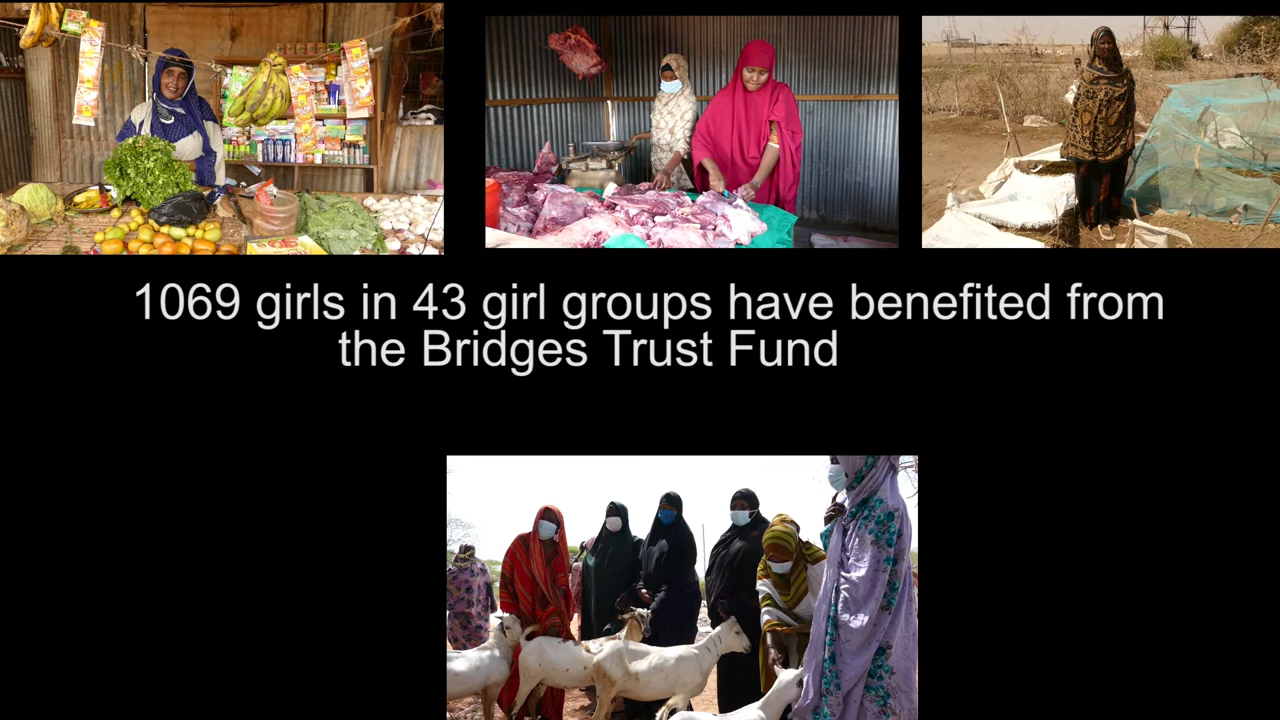 1069 girls in 43 girl groups have benefited from
the Bridges Trust Fund